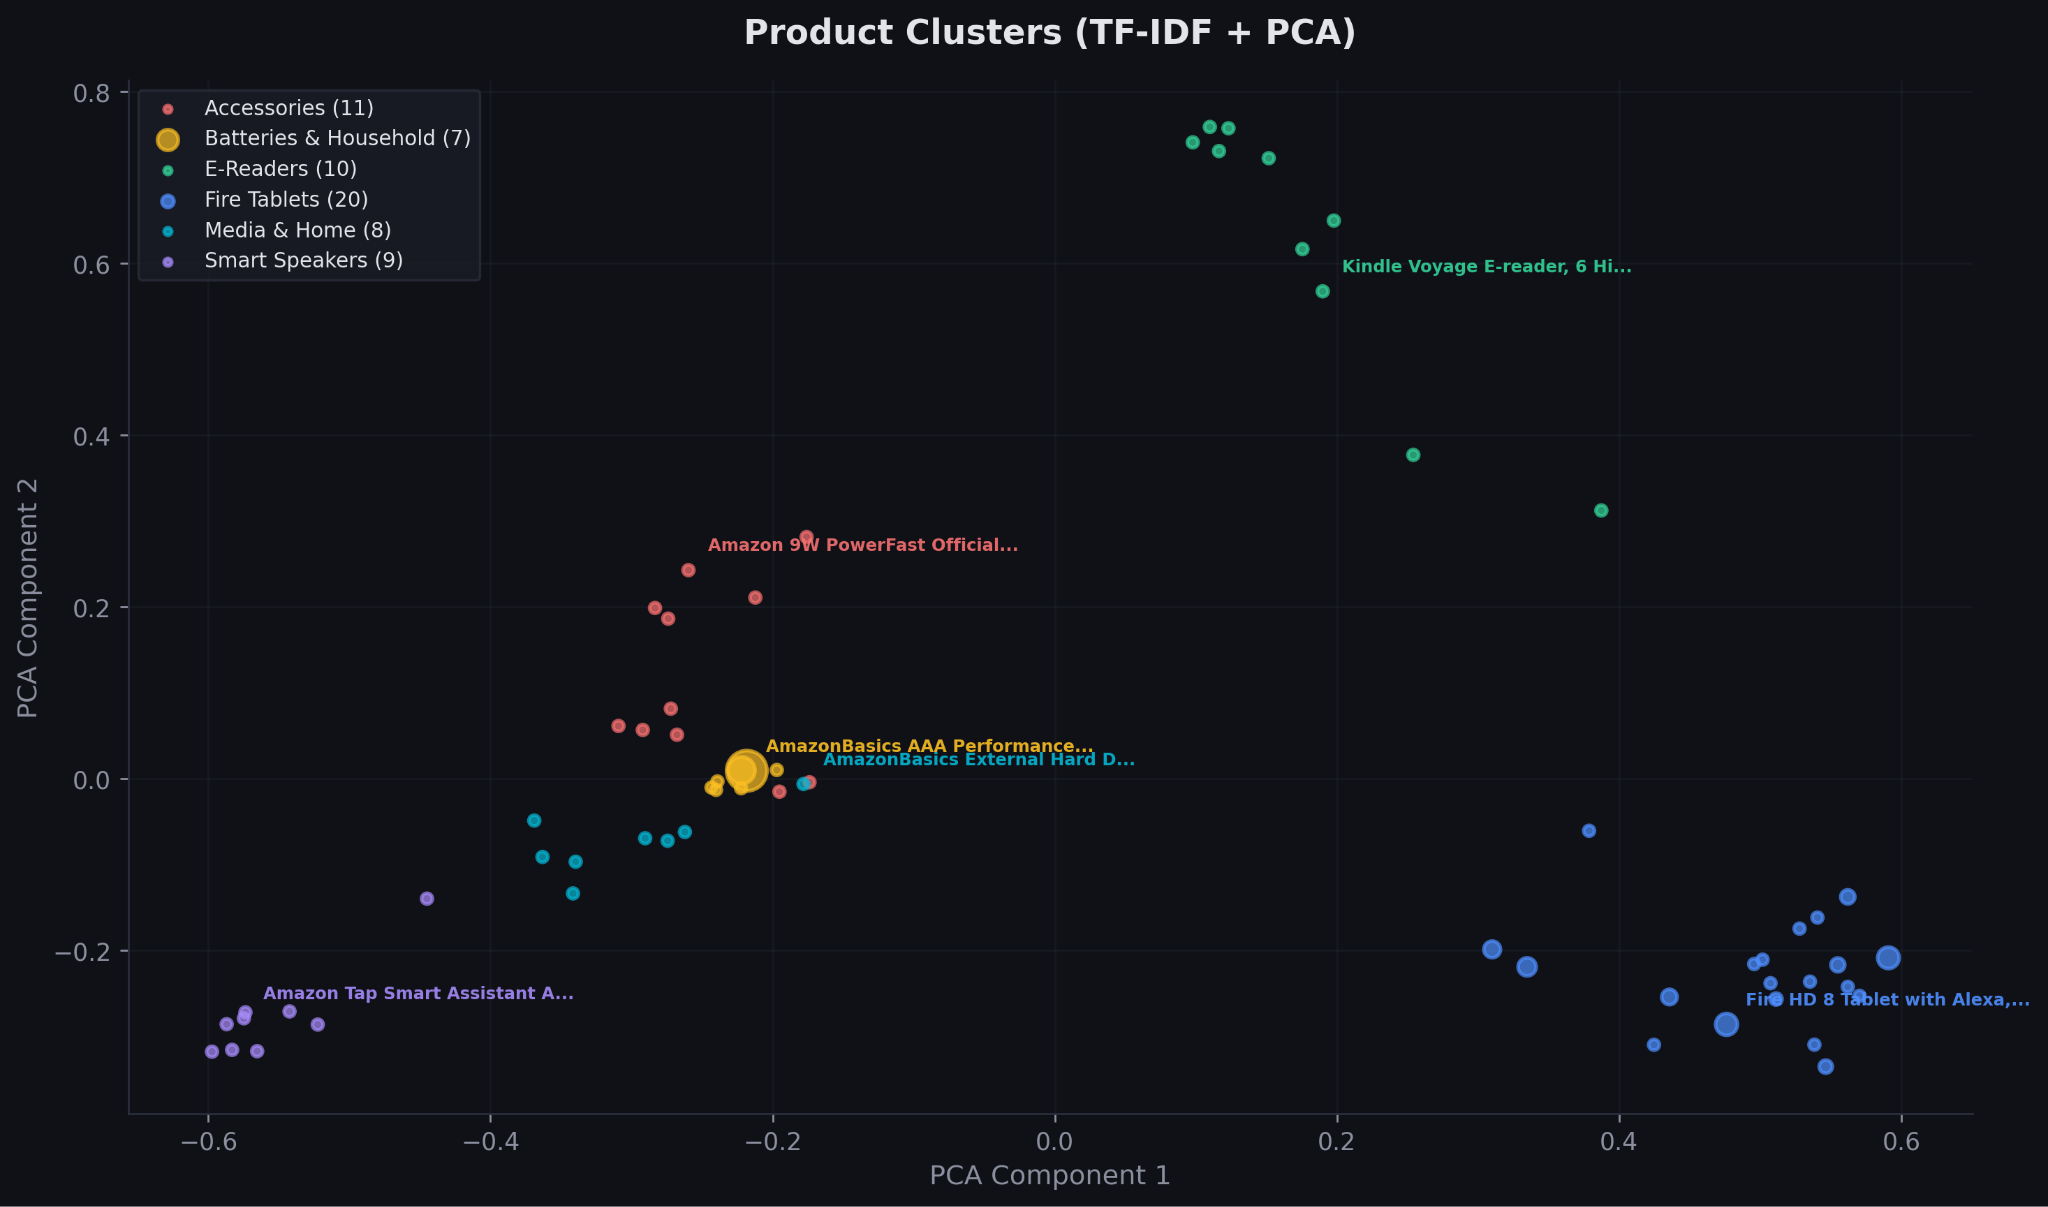 Product Clusters (TF-IDF + PCA)
0.8
0.6
0.4
0.2
0.0
−0.2
PCA Component 2
Accessories (11)
Batteries & Household (7)
E-Readers (10)
Fire Tablets (20)
Media & Home (8)
Smart Speakers (9)
Kindle Voyage E-reader, 6 Hi...
Amazon 9W PowerFast Official...
AmazonBasics AAA Performance...
AmazonBasics External Hard D...
Amazon Tap Smart Assistant A...
Fire HD 8 Tablet with Alexa,...
−0.6
−0.4
−0.2
0.0
0.2
0.4
0.6
PCA Component 1